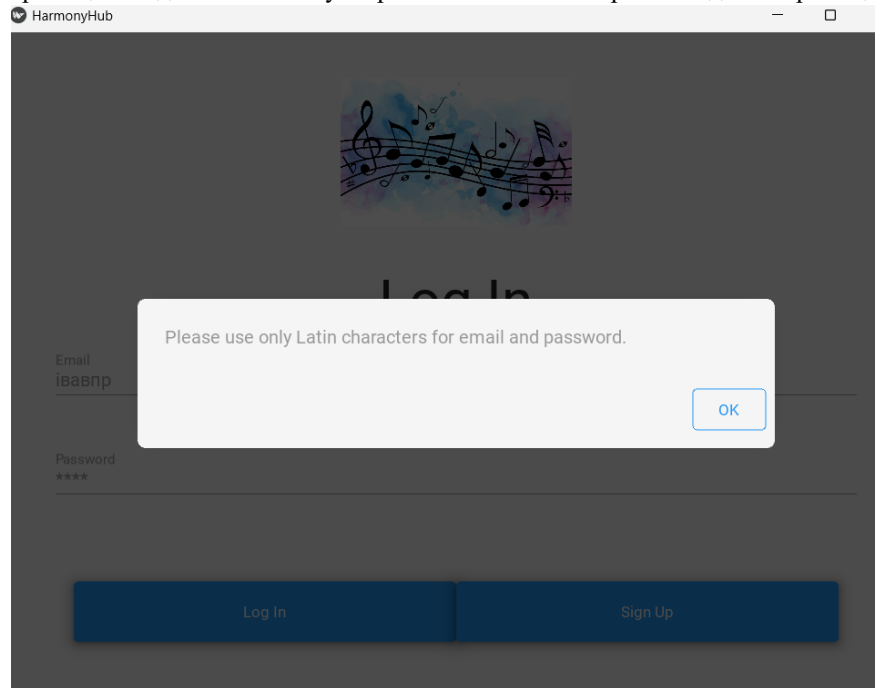 HarmonyHub
Log In
Please use only Latin characters for email and password.
Email
івавпр
OK
Password
****
Log In
Sign Up